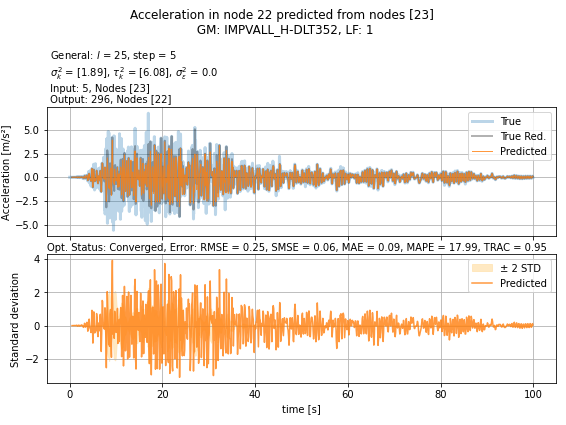 Acceleration in node 22 predicted from nodes [23]
GM: IMPVALL_H-DLT352, LF: 1
General: l = 25, step = 5
σ²ₖ = [1.89], τ²ₖ = [6.08], σ²_ε = 0.0
Input: 5, Nodes [23]
Output: 296, Nodes [22]
Acceleration [m/s²]
5.0
2.5
0.0
−2.5
−5.0
True
True Red.
Predicted
Opt. Status: Converged, Error: RMSE = 0.25, SMSE = 0.06, MAE = 0.09, MAPE = 17.99, TRAC = 0.95
Standard deviation
4
2
0
−2
± 2 STD
Predicted
0 20 40 60 80 100
time [s]